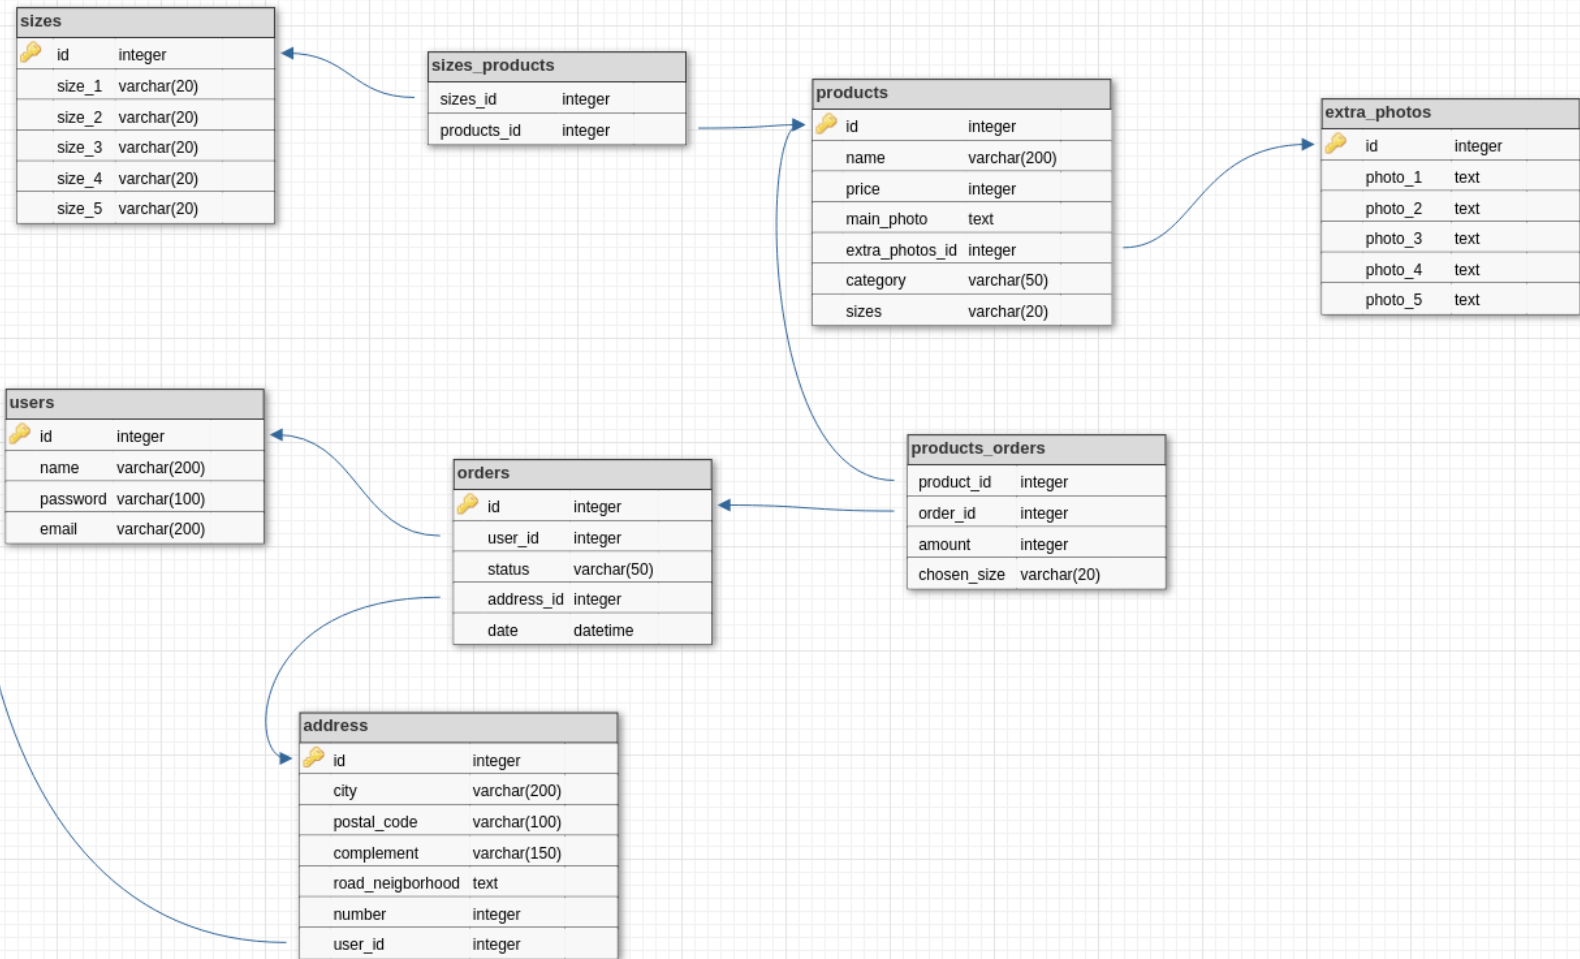 sizes
id integer
size_1 varchar(20)
size_2 varchar(20)
size_3 varchar(20)
size_4 varchar(20)
size_5 varchar(20)
sizes_products
sizes_id integer
products_id integer
products
id integer
name varchar(200)
price integer
main_photo text
extra_photos_id integer
category varchar(50)
sizes varchar(20)
extra_photos
id integer
photo_1 text
photo_2 text
photo_3 text
photo_4 text
photo_5 text
users
id integer
name varchar(200)
password varchar(100)
email varchar(200)
orders
id integer
user_id integer
status varchar(50)
address_id integer
date datetime
products_orders
product_id integer
order_id integer
amount integer
chosen_size varchar(20)
address
id integer
city varchar(200)
postal_code varchar(100)
complement varchar(150)
road_neigborhood text
number integer
user_id integer